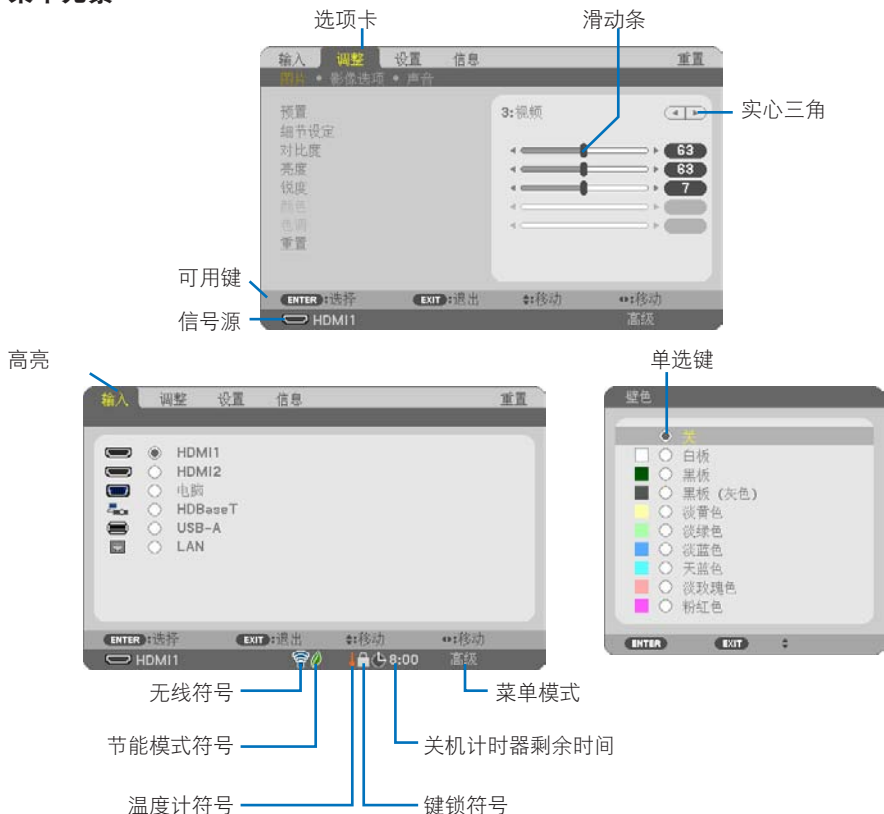 选项卡 滑动条
输入 调整 设置 信息 重置
图片 • 影像选项 • 声音
预置 3:视频
实心三角
细节设定
对比度 63
亮度 63
锐度 7
颜色
色调
重置
可用键
ENTER:选择 EXIT:退出 :移动 :移动
信号源
HDMI1 高级
高亮 单选键
输入 调整 设置 信息 重置
HDMI1
HDMI2
电脑
HDBaseT
USB-A
LAN
ENTER:选择 EXIT:退出 :移动 :移动
HDMI1 8:00 高级
壁色
关
白板
黑板
黑板 (灰色)
淡黄色
淡绿色
淡蓝色
天蓝色
淡玫瑰色
粉红色
ENTER EXIT
无线符号 菜单模式
节能模式符号 关机计时器剩余时间
温度计符号 键锁符号